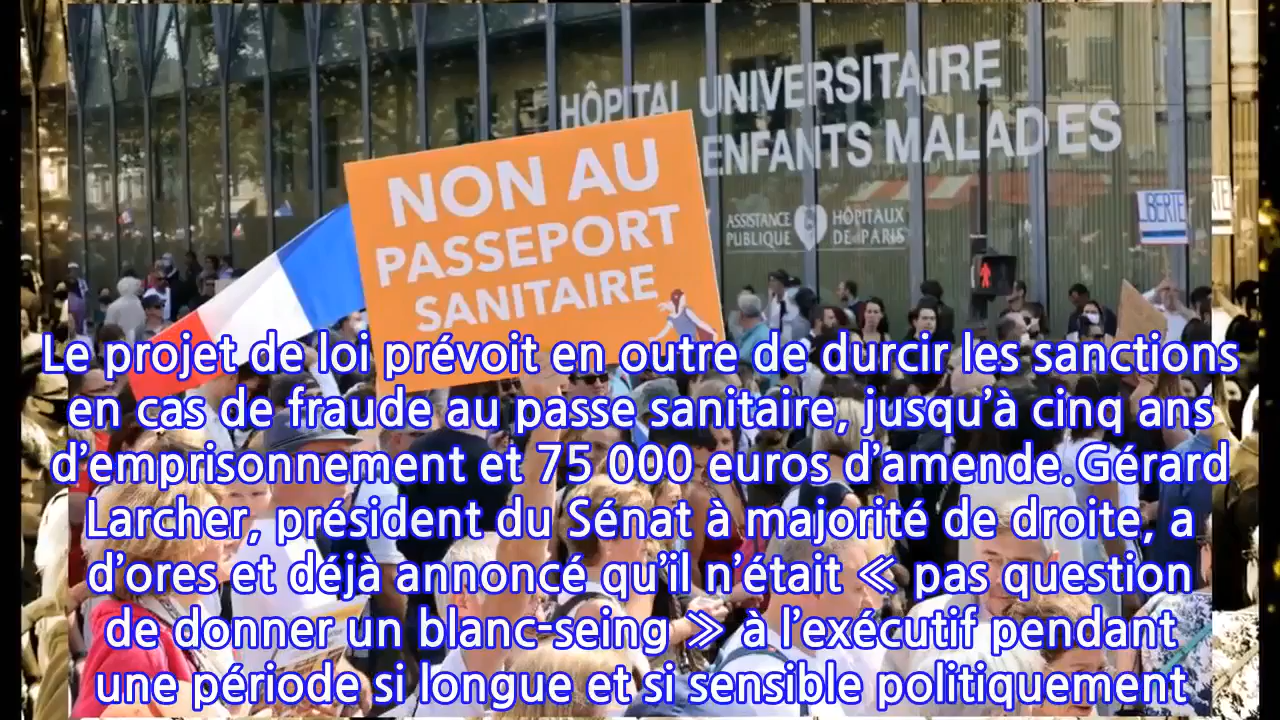 HÔPITAL UNIVERSITAIRE
ENFANTS MALADES
NON AU
PASSEPORT
SANITAIRE
ASSISTANCE HÔPITAUX
PUBLIQUE DE PARIS
LIBERTÉ
Le projet de loi prévoit en outre de durcir les sanctions
en cas de fraude au passe sanitaire, jusqu’à cinq ans
d’emprisonnement et 75 000 euros d’amende.Gérard
Larcher, président du Sénat à majorité de droite, a
d’ores et déjà annoncé qu’il n’était ≪ pas question
de donner un blanc-seing ≫ à l’exécutif pendant
une période si longue et si sensible politiquement